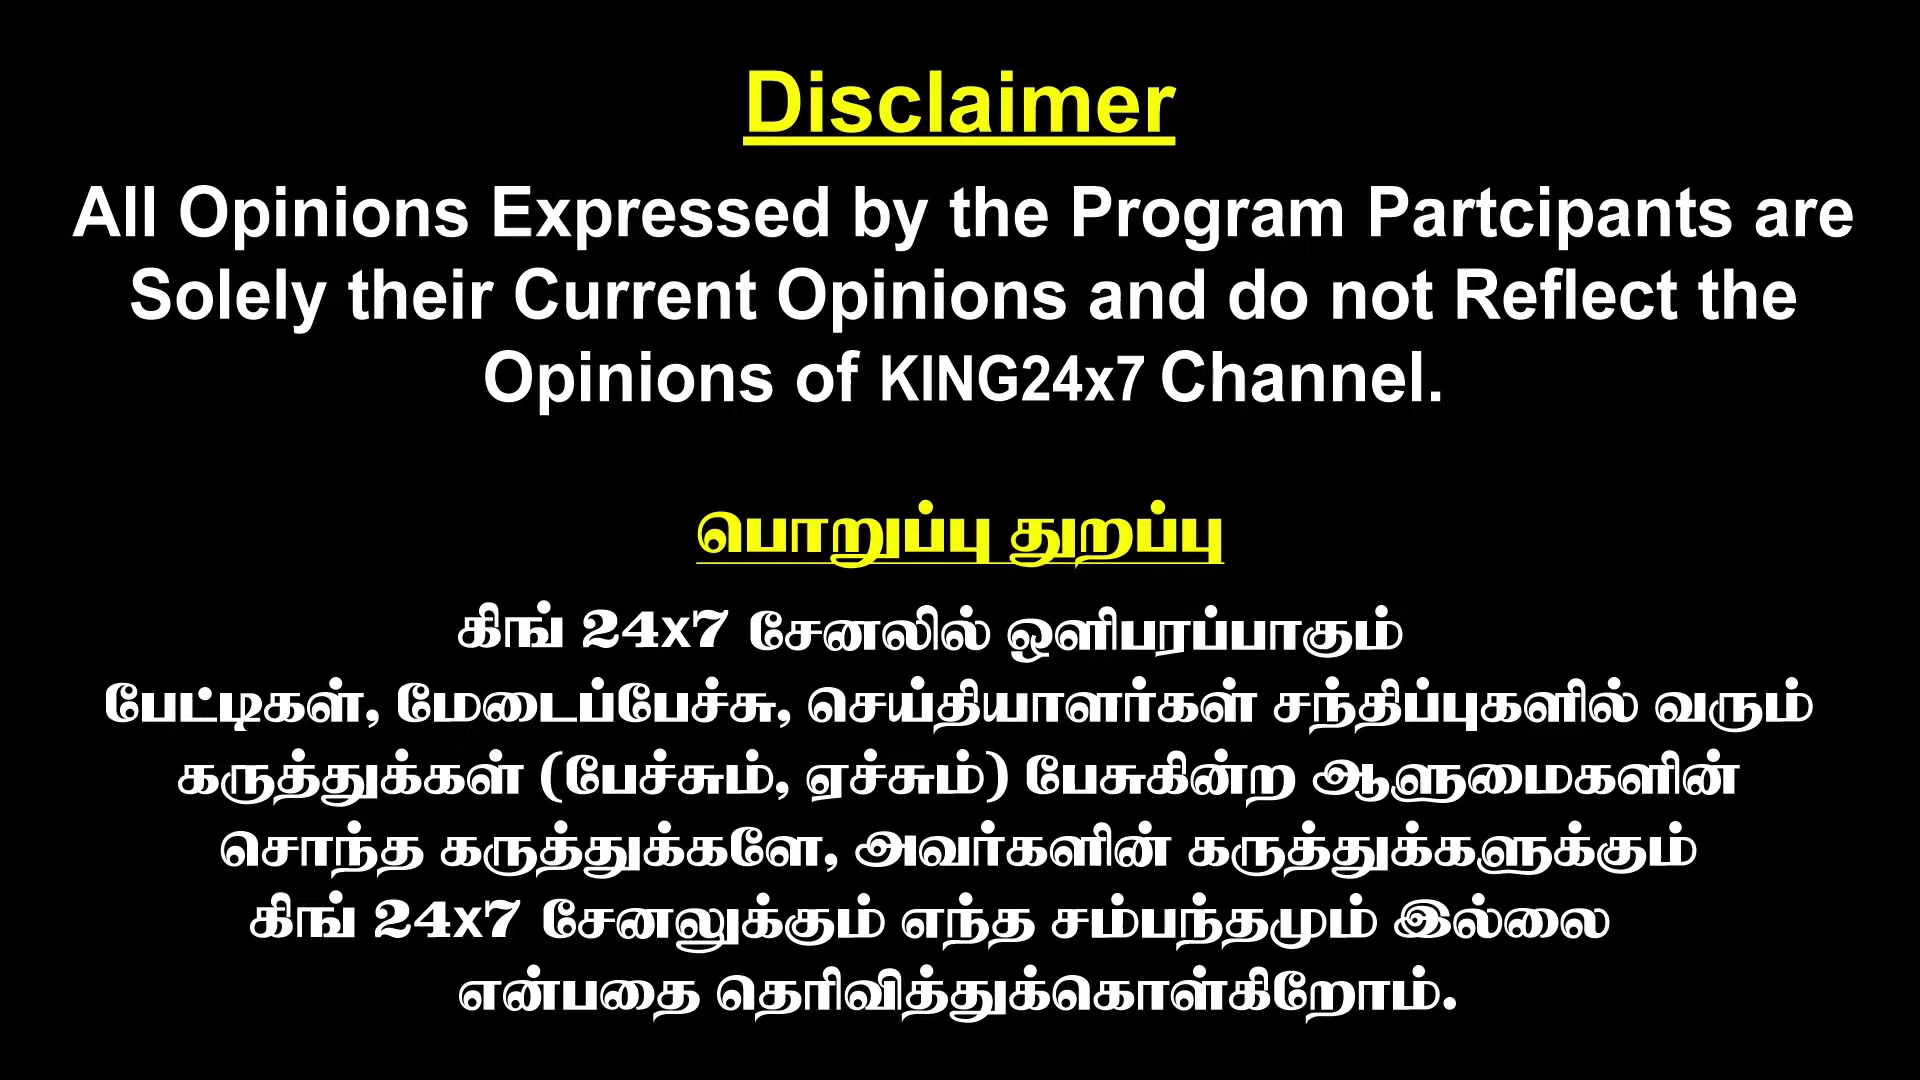 Disclaimer
All Opinions Expressed by the Program Partcipants are
Solely their Current Opinions and do not Reflect the
Opinions of KING24x7 Channel.
பொறுப்பு துறப்பு
கிங் 24x7 சேனலில் ஒளிபரப்பாகும்
பேட்டிகள், மேடைப்பேச்சு, செய்தியாளர்கள் சந்திப்புகளில் வரும்
கருத்துக்கள் (பேச்சும், ஏச்சும்) பேசுகின்ற ஆளுமைகளின்
சொந்த கருத்துக்களே, அவர்களின் கருத்துக்களுக்கும்
கிங் 24x7 சேனலுக்கும் எந்த சம்பந்தமும் இல்லை
என்பதை தெரிவித்துக்கொள்கிறோம்.